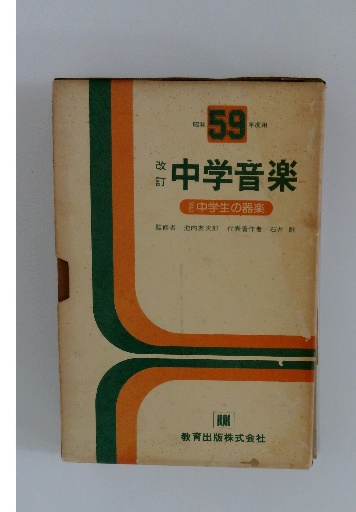 昭和59年度用
改訂 中学音楽
改訂 中学生の器楽
監修者 池内友次郎 代表著作者 石井 歓
教育出版株式会社